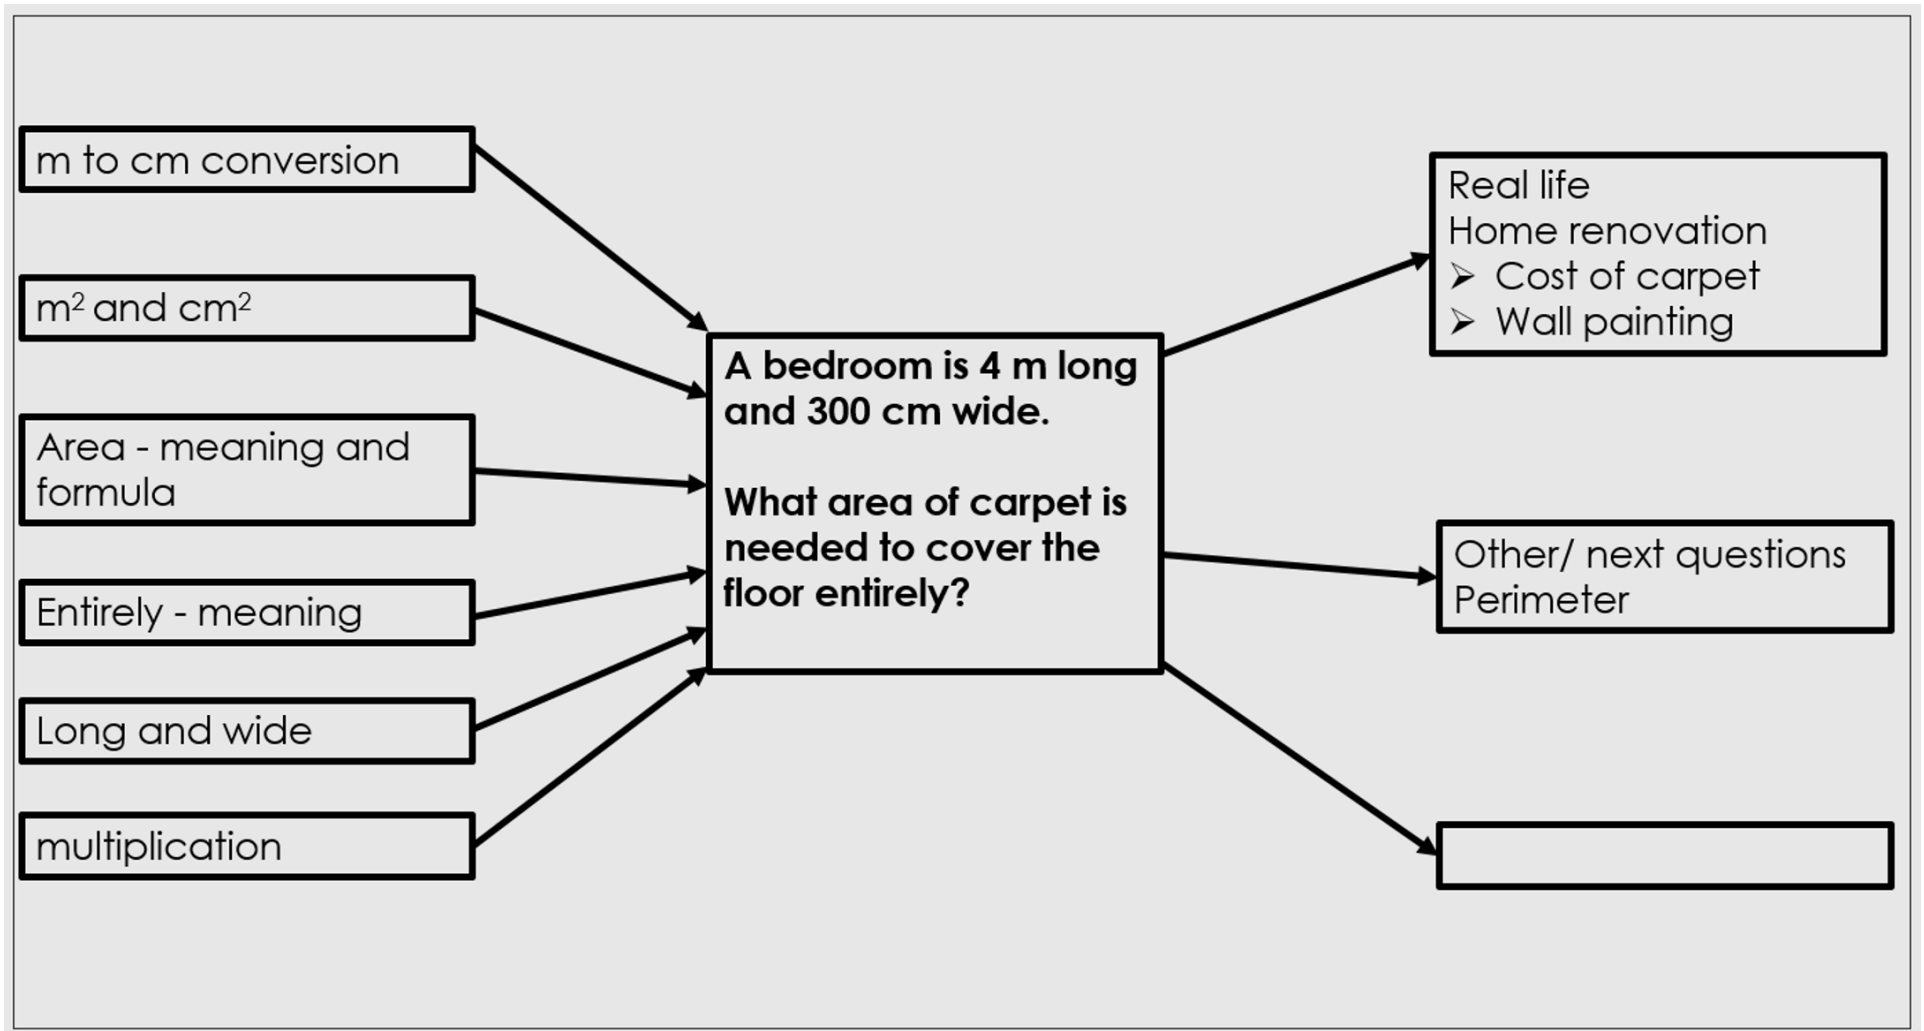 m to cm conversion
m² and cm²
Area - meaning and
formula
Entirely - meaning
Long and wide
multiplication
A bedroom is 4 m long
and 300 cm wide.
What area of carpet is
needed to cover the
floor entirely?
Real life
Home renovation
➢ Cost of carpet
➢ Wall painting
Other/ next questions
Perimeter